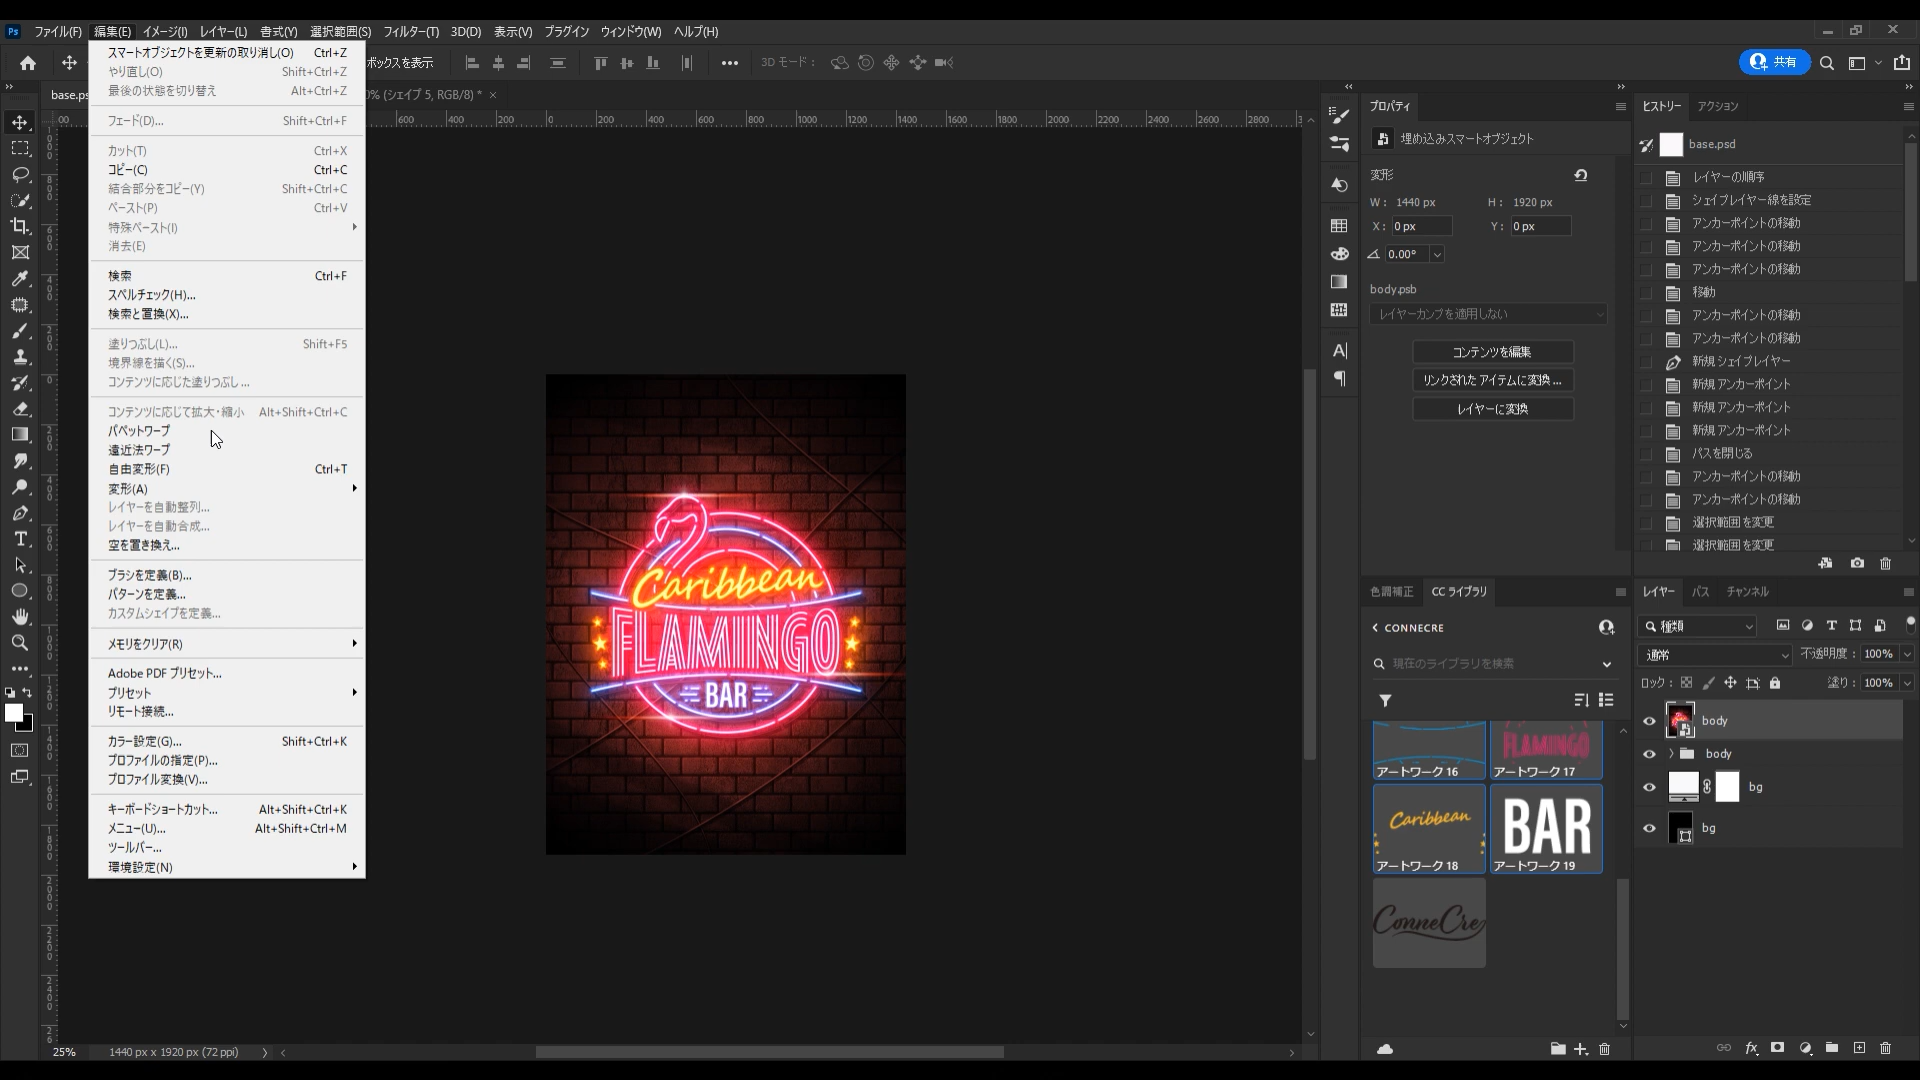 Ps ファイル(F) 編集(E) イメージ(I) レイヤー(L) 書式(Y) 選択範囲(S) フィルター(T) 3D(D) 表示(V) プラグイン ウィンドウ(W) ヘルプ(H)
ボックスを表示 3D モード : 共有
base.ps 0% (シェイプ 5, RGB/8) * ×
スマートオブジェクトを更新の取り消し(O) Ctrl+Z
やり直し(O) Shift+Ctrl+Z
最後の状態を切り替え Alt+Ctrl+Z
フェード(D)... Shift+Ctrl+F
カット(T) Ctrl+X
コピー(C) Ctrl+C
結合部分をコピー(Y) Shift+Ctrl+C
ペースト(P) Ctrl+V
特殊ペースト(I)
消去(E)
検索 Ctrl+F
スペルチェック(H)...
検索と置換(X)...
塗りつぶし(L)... Shift+F5
境界線を描く(S)...
コンテンツに応じた塗りつぶし...
コンテンツに応じて拡大・縮小 Alt+Shift+Ctrl+C
パペットワープ
遠近法ワープ
自由変形(F) Ctrl+T
変形(A)
レイヤーを自動整列...
レイヤーを自動合成...
空を置き換え...
ブラシを定義(B)...
パターンを定義...
カスタムシェイプを定義...
メモリをクリア(R)
Adobe PDF プリセット...
プリセット
リモート接続...
カラー設定(G)... Shift+Ctrl+K
プロファイルの指定(P)...
プロファイル変換(V)...
キーボードショートカット... Alt+Shift+Ctrl+K
メニュー(U)... Alt+Shift+Ctrl+M
ツールバー...
環境設定(N)
00 600 400 200 0 200 400 600 800 1000 1200 1400 1600 1800 2000 2200 2400 2600 2800 3
Caribbean
FLAMINGO
BAR
25% 1440 px x 1920 px (72 ppi)
プロパティ
埋め込みスマートオブジェクト
変形
W : 1440 px H : 1920 px
X : 0 px Y : 0 px
0.00°
body.psb
レイヤーカンプを適用しない
コンテンツを編集
リンクされた アイテムに変換 ...
レイヤーに変換
色調補正 CC ライブラリ
CONNECRE
現在のライブラリを検索
FLAMINGO
アートワーク 16 アートワーク 17
Caribbean BAR
アートワーク 18 アートワーク 19
ConneCre
ヒストリー アクション
base.psd
レイヤーの順序
シェイプレイヤー線を設定
アンカーポイントの移動
アンカーポイントの移動
アンカーポイントの移動
移動
アンカーポイントの移動
アンカーポイントの移動
新規 シェイプレイヤー
新規 アンカーポイント
新規 アンカーポイント
新規 アンカーポイント
パスを閉じる
アンカーポイントの移動
アンカーポイントの移動
選択範囲 を変更
選択範囲 を変更
レイヤー パス チャンネル
種類
通常 不透明度 : 100%
ロック : 塗り : 100%
body
body
bg
bg